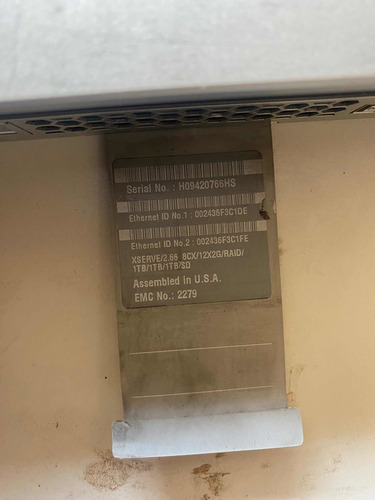 Serial No. : H09420766HS
Ethernet ID No.1 : 002436F3C1DE
Ethernet ID No.2 : 002436F3C1FE
XSERVE/2.66 8CX/12X2G/RAID/
1TB/1TB/1TB/SD
Assembled in U.S.A.
EMC No.: 2279